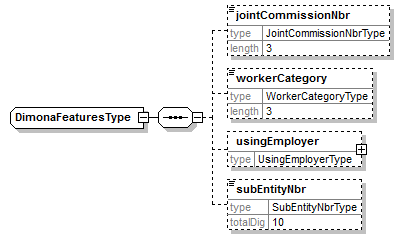 jointCommissionNbr
type JointCommissionNbrType
length 3
workerCategory
type WorkerCategoryType
length 3
DimonaFeaturesType
usingEmployer
type UsingEmployerType
subEntityNbr
type SubEntityNbrType
totalDig 10